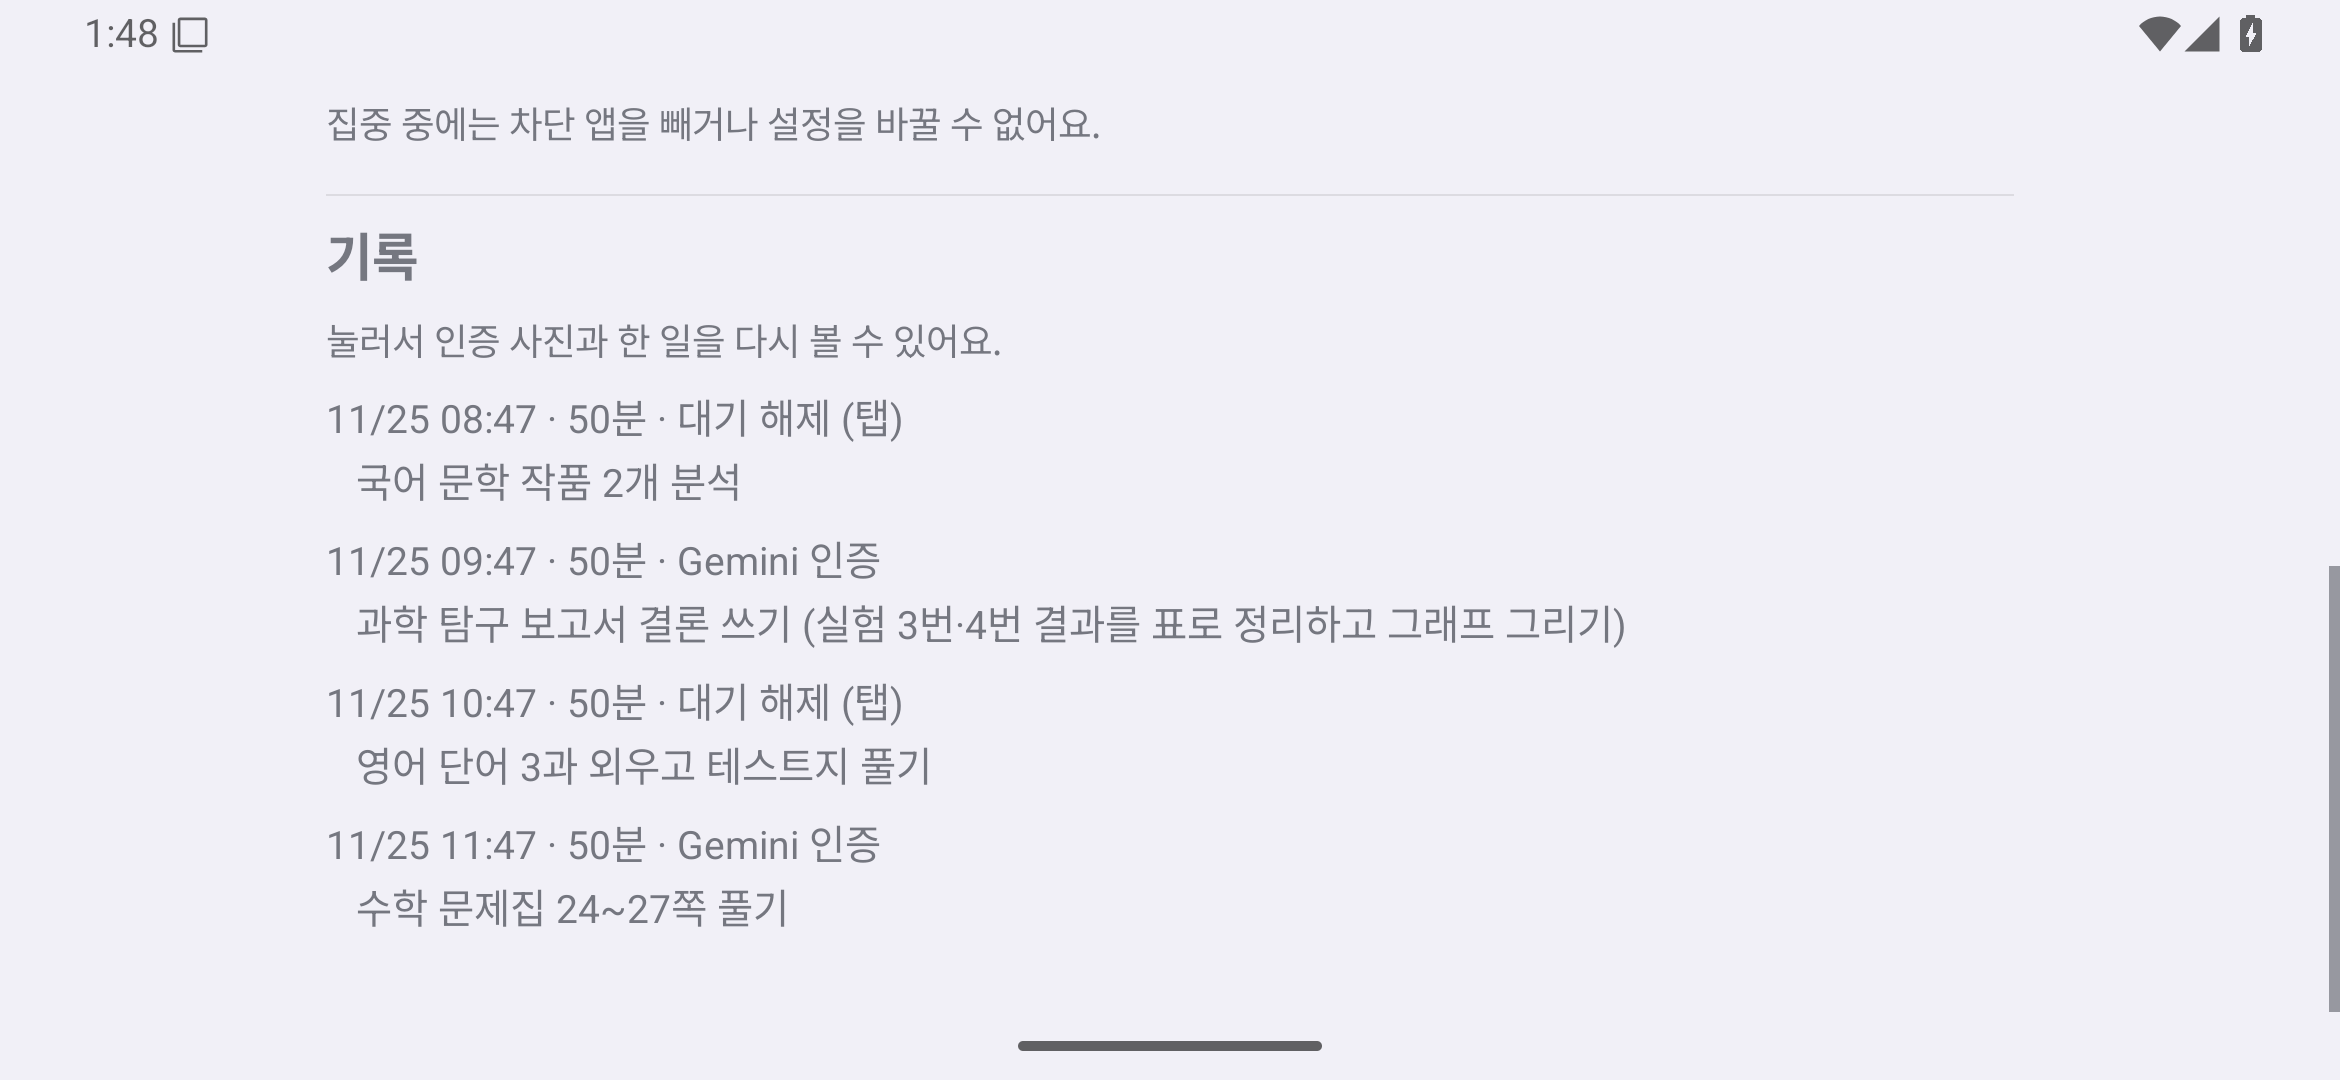 1:48
집중 중에는 차단 앱을 빼거나 설정을 바꿀 수 없어요.
기록
눌러서 인증 사진과 한 일을 다시 볼 수 있어요.
11/25 08:47 · 50분 · 대기 해제 (탭)
국어 문학 작품 2개 분석
11/25 09:47 · 50분 · Gemini 인증
과학 탐구 보고서 결론 쓰기 (실험 3번·4번 결과를 표로 정리하고 그래프 그리기)
11/25 10:47 · 50분 · 대기 해제 (탭)
영어 단어 3과 외우고 테스트지 풀기
11/25 11:47 · 50분 · Gemini 인증
수학 문제집 24~27쪽 풀기